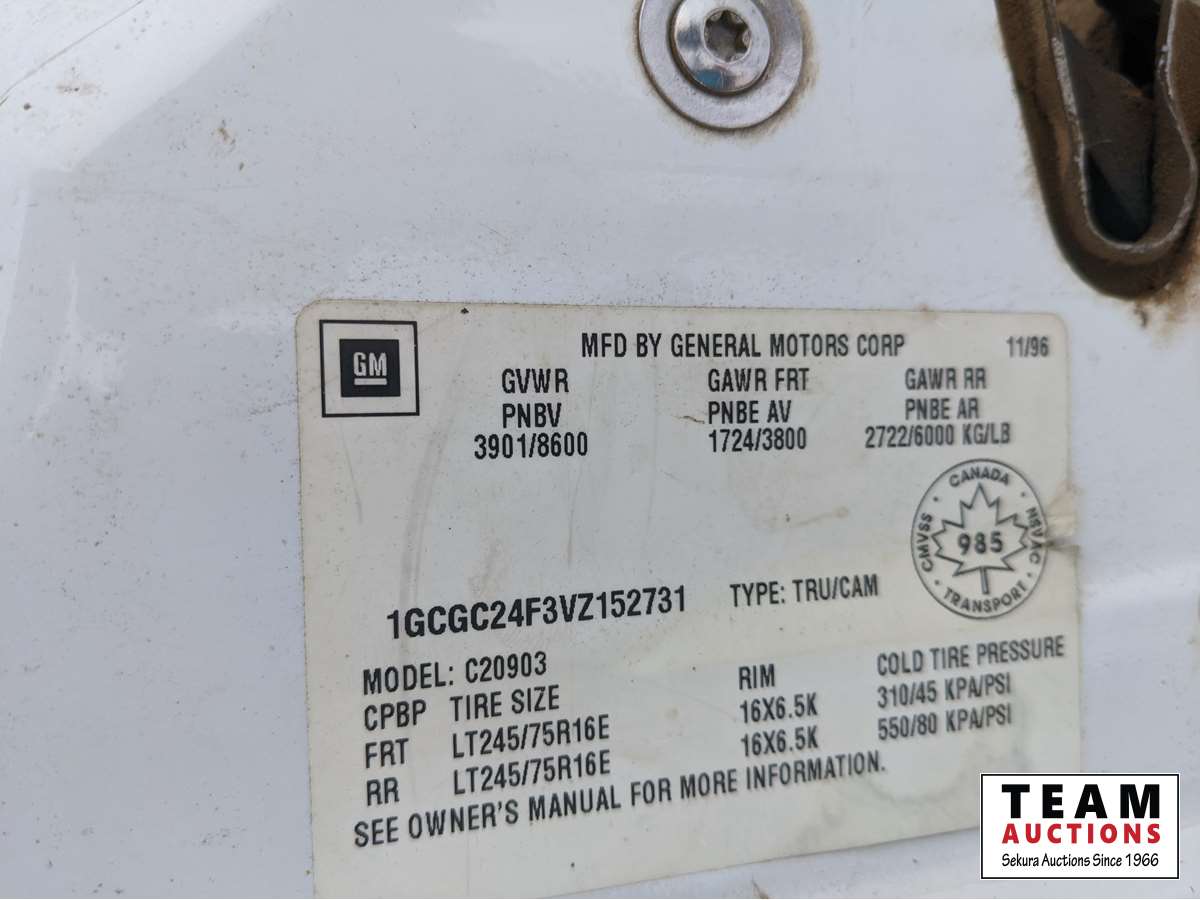 GM
MFD BY GENERAL MOTORS CORP 11/96
GVWR GAWR FRT GAWR RR
PNBV PNBE AV PNBE AR
3901/8600 1724/3800 2722/6000 KG/LB
CANADA
CMVSS 985 NSVAC
TRANSPORT
1GCGC24F3VZ152731 TYPE: TRU/CAM
MODEL: C20903
CPBP TIRE SIZE RIM COLD TIRE PRESSURE
FRT LT245/75R16E 16X6.5K 310/45 KPA/PSI
RR LT245/75R16E 16X6.5K 550/80 KPA/PSI
SEE OWNER'S MANUAL FOR MORE INFORMATION.
TEAM
AUCTIONS
Sekura Auctions Since 1966